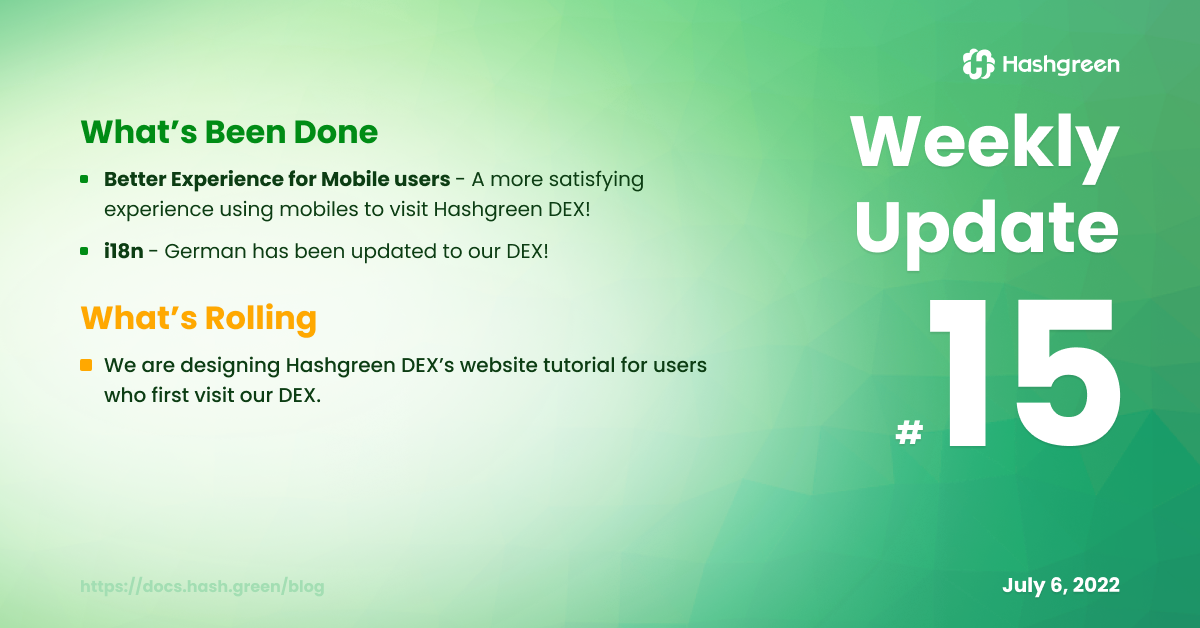 Hashgreen
Weekly
Update
#15
What's Been Done
Better Experience for Mobile users - A more satisfying
experience using mobiles to visit Hashgreen DEX!
i18n - German has been updated to our DEX!
What's Rolling
We are designing Hashgreen DEX's website tutorial for users
who first visit our DEX.
https://docs.hash.green/blog
July 6, 2022